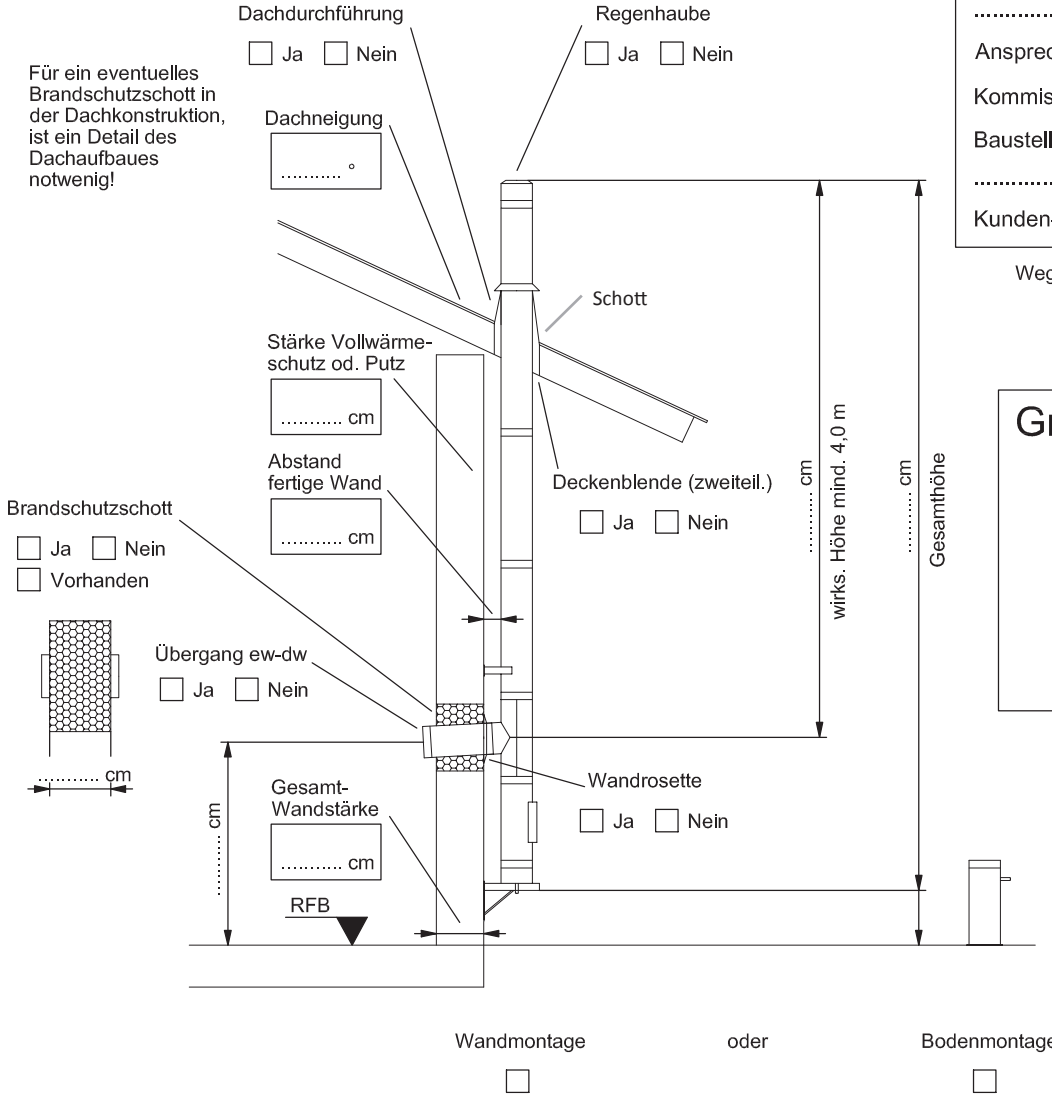 Dachdurchführung
Ja Nein
Regenhaube
Ja Nein
Für ein eventuelles
Brandschutzschott in
der Dachkonstruktion,
ist ein Detail des
Dachaufbaues
notwenig!
Dachneigung
........... °
Schott
Stärke Vollwärme-
schutz od. Putz
........... cm
Abstand
fertige Wand
........... cm
Deckenblende (zweiteil.)
Ja Nein
........... cm
wirks. Höhe mind. 4,0 m
........... cm
Gesamthöhe
Brandschutzschott
Ja Nein
Vorhanden
........... cm
Übergang ew-dw
Ja Nein
........... cm
Gesamt-
Wandstärke
........... cm
Wandrosette
Ja Nein
RFB
Wandmontage oder Bodenmontage
...........
Ansprec
Kommis
Baustell
...........
Kunden-
Weg
Gr